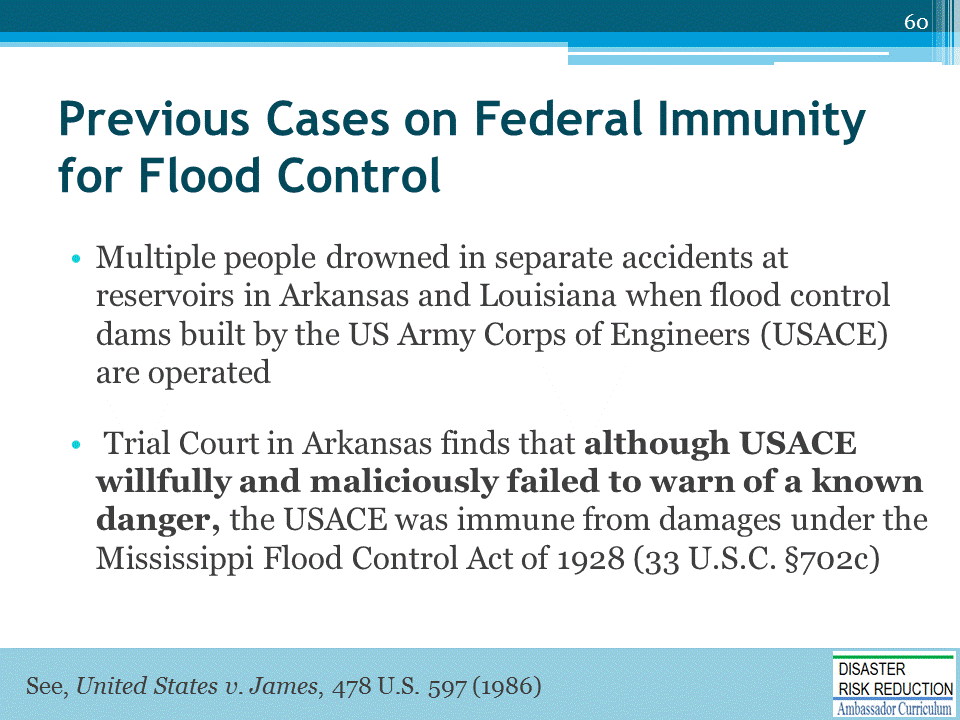 60
Previous Cases on Federal Immunity
for Flood Control
• Multiple people drowned in separate accidents at
reservoirs in Arkansas and Louisiana when flood control
dams built by the US Army Corps of Engineers (USACE)
are operated
• Trial Court in Arkansas finds that although USACE
willfully and maliciously failed to warn of a known
danger, the USACE was immune from damages under the
Mississippi Flood Control Act of 1928 (33 U.S.C. §702c)
See, United States v. James, 478 U.S. 597 (1986)
DISASTER
RISK REDUCTION
Ambassador Curriculum